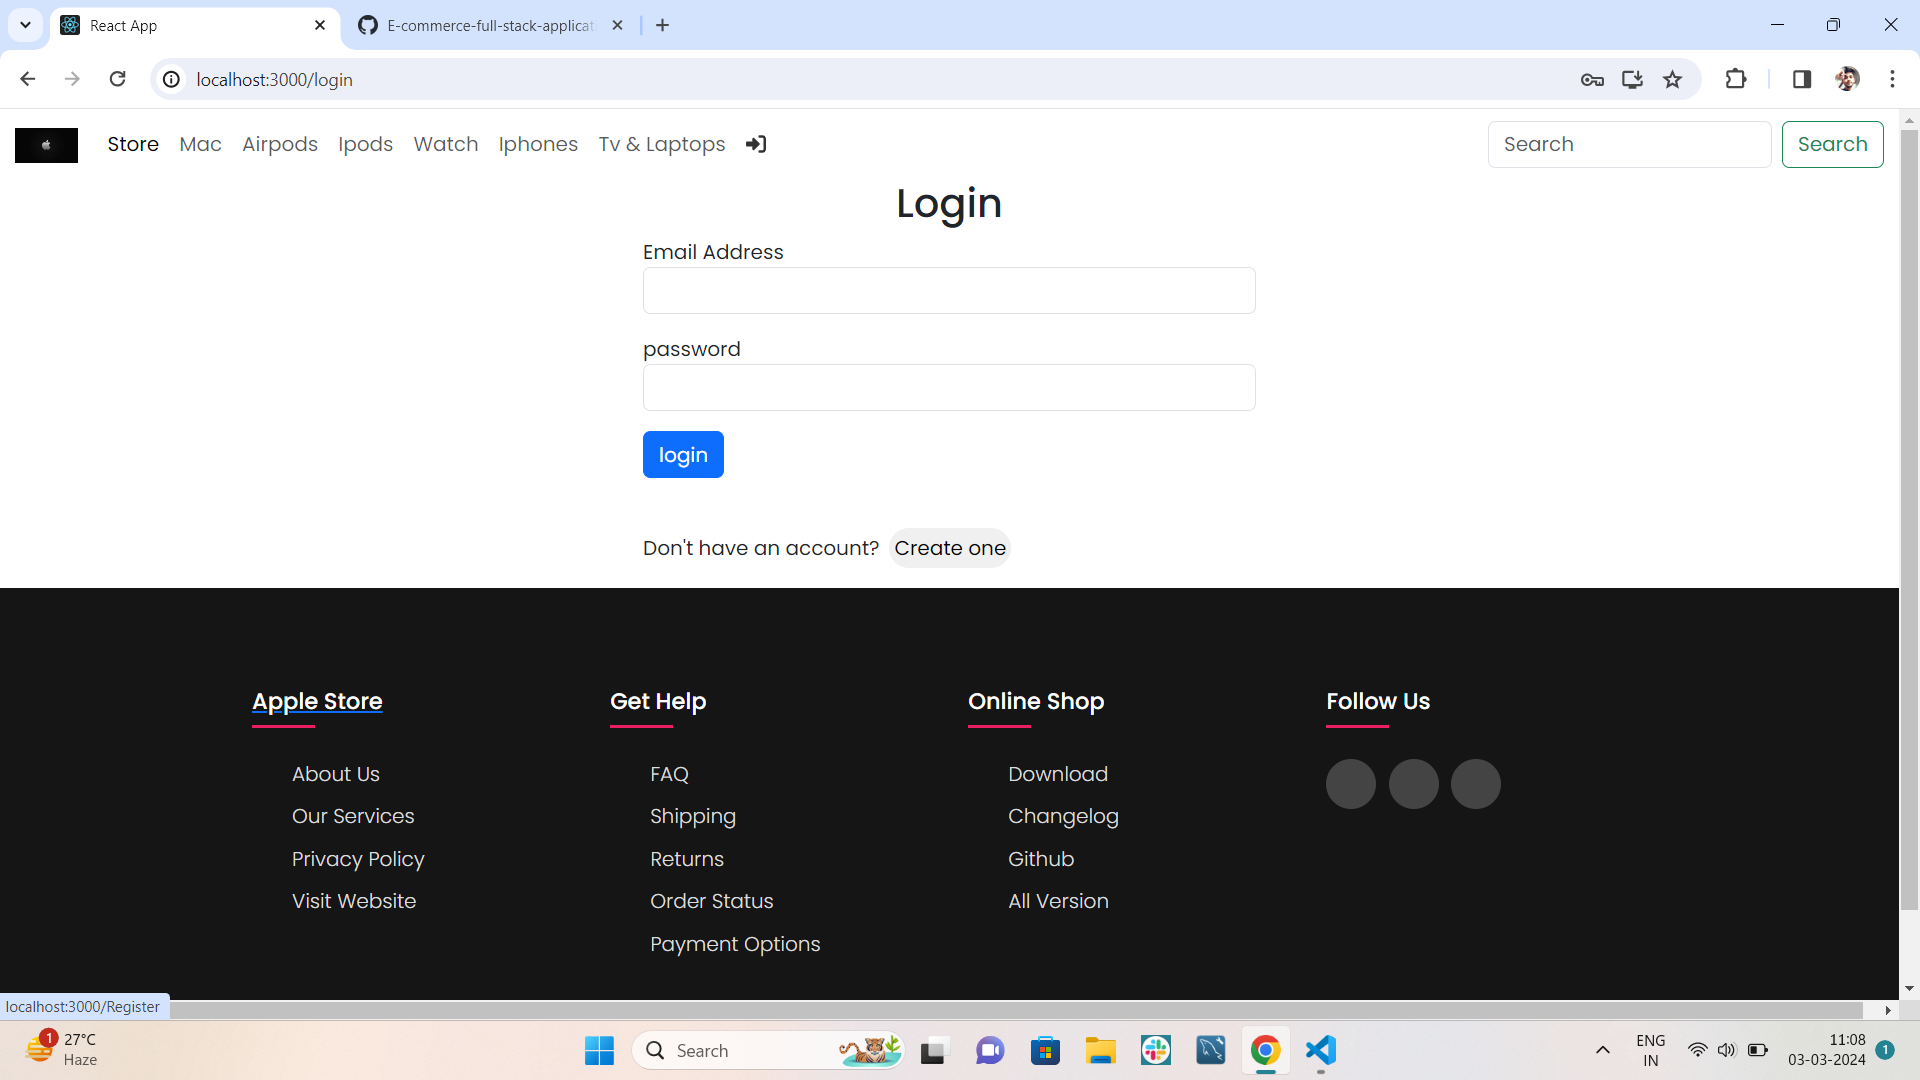 React App
E-commerce-full-stack-applicat
localhost:3000/login
Store Mac Airpods Ipods Watch Iphones Tv & Laptops Search Search
Login
Email Address
password
login
Don't have an account? Create one
Apple Store Get Help Online Shop Follow Us
About Us FAQ Download
Our Services Shipping Changelog
Privacy Policy Returns Github
Visit Website Order Status All Version
Payment Options
localhost:3000/Register
1 27°C Search ENG 11:08
Haze IN 03-03-2024 1